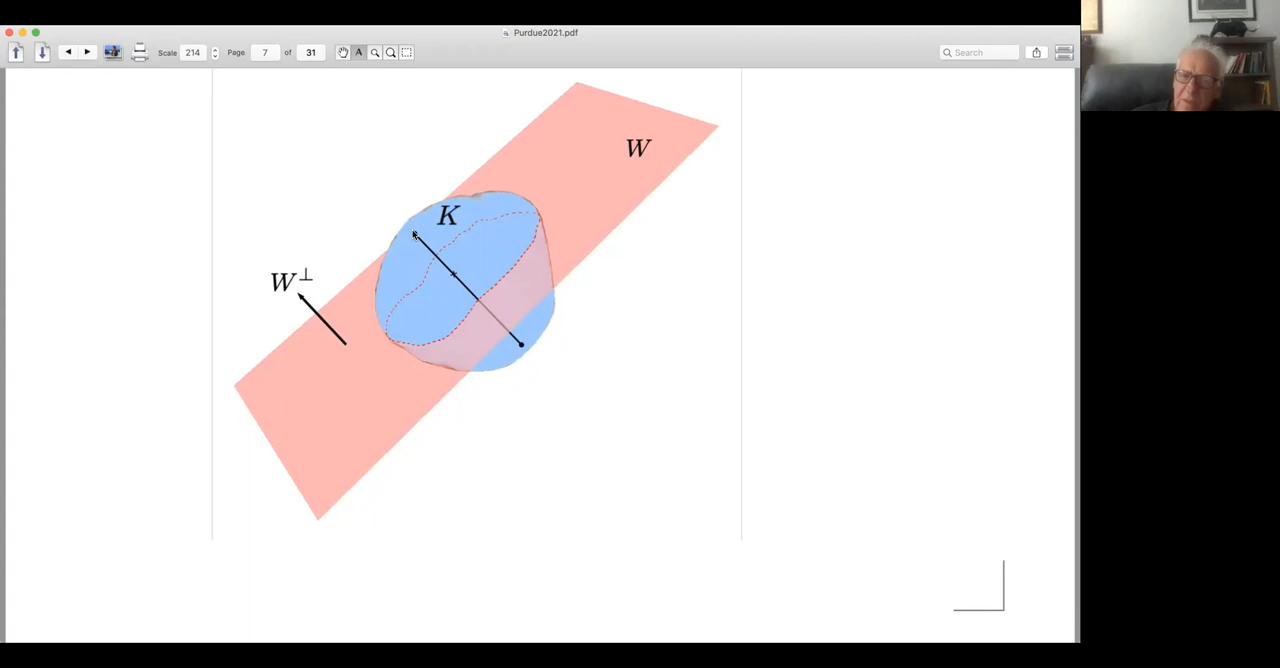 Purdue2021.pdf
Scale 214 Page 7 of 31 A Search
W
K
W⊥